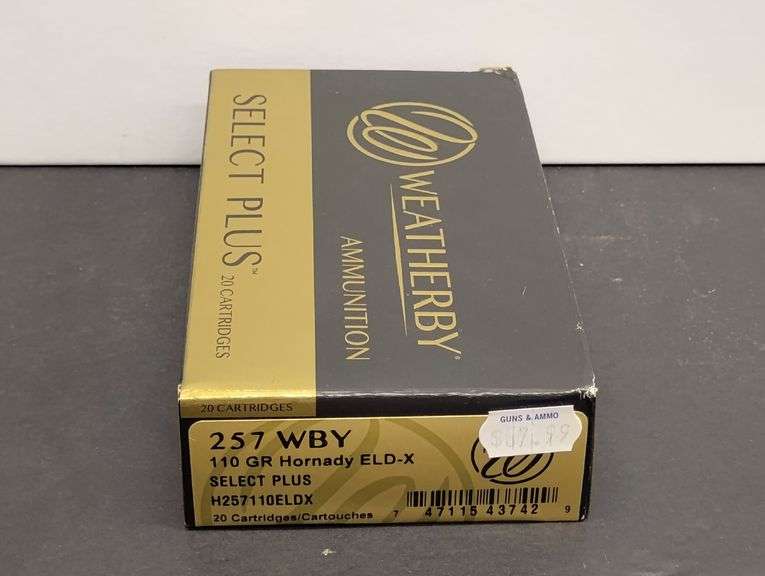 SELECT PLUS™
20 CARTRIDGES
WEATHERBY®
AMMUNITION
20 CARTRIDGES
257 WBY
110 GR Hornady ELD-X
SELECT PLUS
H257110ELDX
20 Cartridges/Cartouches
7 47115 43742 9
GUNS & AMMO